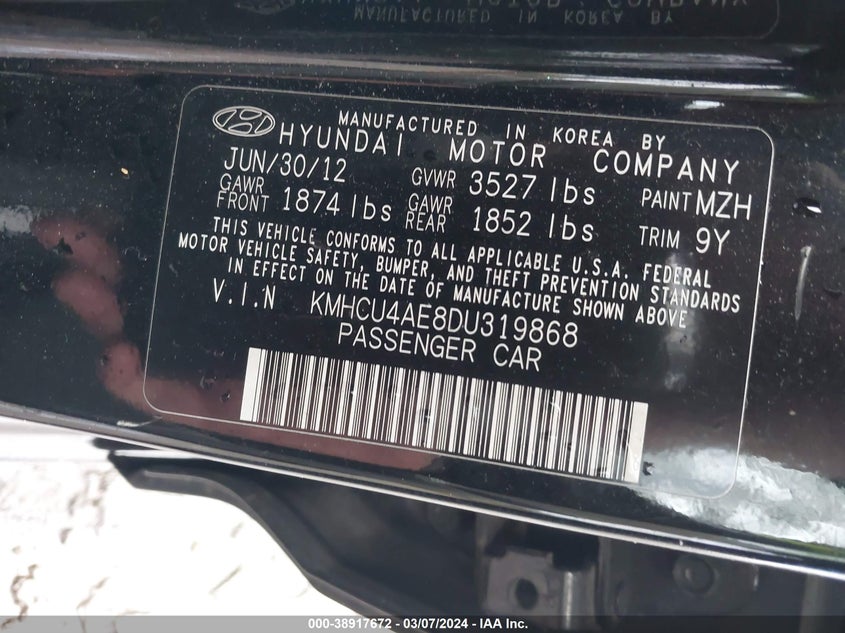 MANUFACTURED IN KOREA BY
HYUNDAI MOTOR COMPANY
JUN/30/12 GVWR 3527 lbs PAINT MZH
GAWR FRONT 1874 lbs GAWR REAR 1852 lbs TRIM 9Y
THIS VEHICLE CONFORMS TO ALL APPLICABLE U.S.A. FEDERAL
MOTOR VEHICLE SAFETY, BUMPER, AND THEFT PREVENTION STANDARDS
IN EFFECT ON THE DATE OF MANUFACTURE SHOWN ABOVE
V.I.N KMHCU4AE8DU319868
PASSENGER CAR
000-38917672 - 03/07/2024 - IAA Inc.